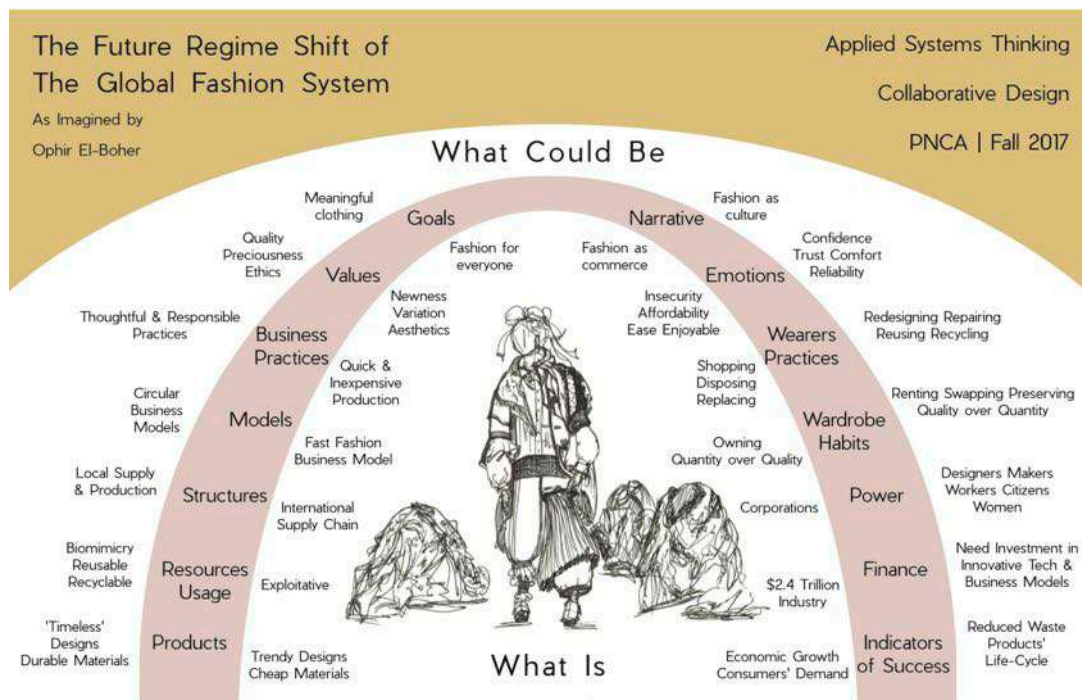 The Future Regime Shift of
The Global Fashion System
As Imagined by
Ophir El-Boher
Applied Systems Thinking
Collaborative Design
PNCA | Fall 2017
What Could Be
Meaningful
clothing
Goals
Fashion for
everyone
Quality
Preciousness
Ethics
Values
Newness
Variation
Aesthetics
Thoughtful & Responsible
Practices
Business
Practices
Quick &
Inexpensive
Production
Circular
Business
Models
Models
Fast Fashion
Business Model
Local Supply
& Production
Structures
International
Supply Chain
Biomimicry
Reusable
Recyclable
Resources
Usage
Exploitative
'Timeless'
Designs
Durable Materials
Products
Trendy Designs
Cheap Materials
Fashion as
commerce
Narrative
Fashion as
culture
Insecurity
Affordability
Ease Enjoyable
Emotions
Confidence
Trust Comfort
Reliability
Shopping
Disposing
Replacing
Wearers
Practices
Redesigning Repairing
Reusing Recycling
Owning
Quantity over Quality
Wardrobe
Habits
Renting Swapping Preserving
Quality over Quantity
Corporations
Power
Designers Makers
Workers Citizens
Women
$2.4 Trillion
Industry
Finance
Need Investment in
Innovative Tech &
Business Models
Economic Growth
Consumers' Demand
Indicators
of Success
Reduced Waste
Products'
Life-Cycle
What Is